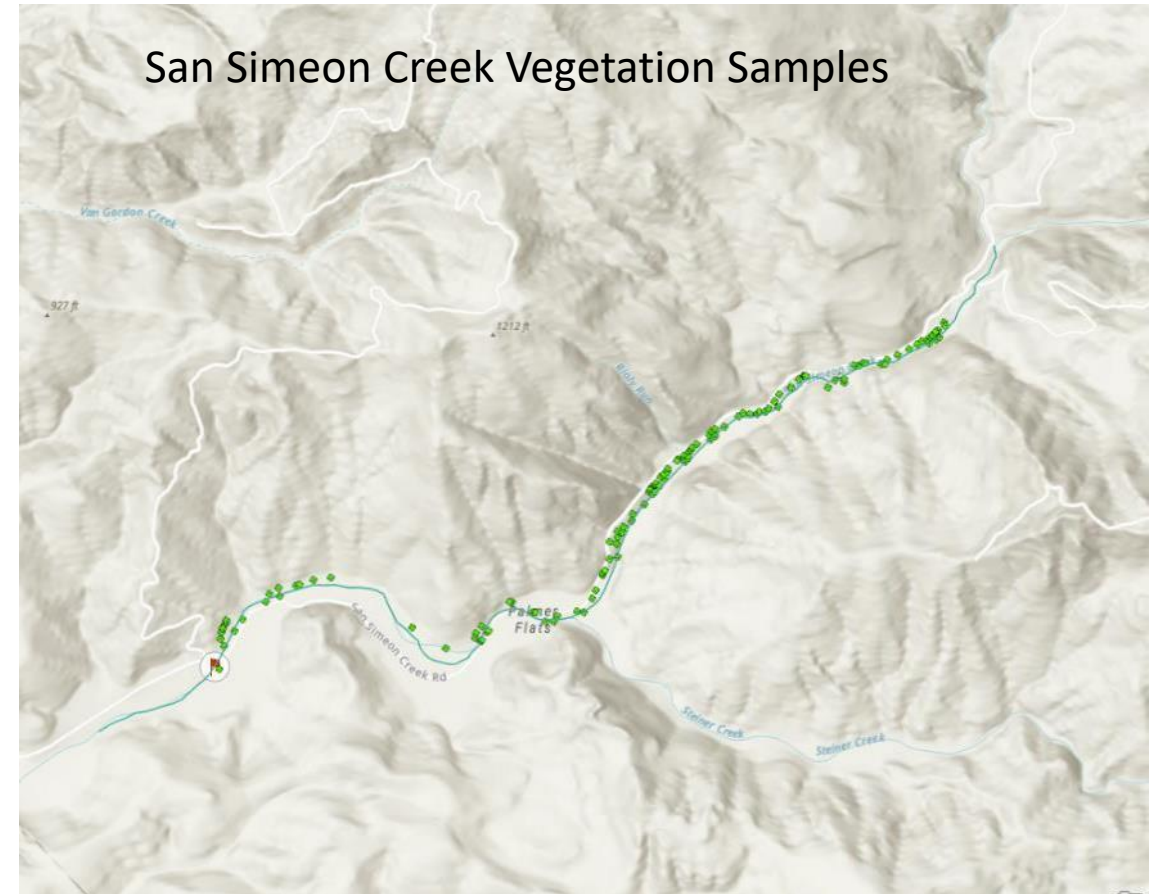 San Simeon Creek Vegetation Samples
Van Gordon Creek
927 ft
1212 ft
Palmer
Flats
San Simeon Creek Rd
Steiner Creek
Steiner Creek